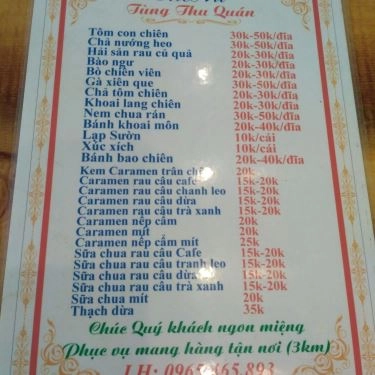 Tùng Thu Quán
Tôm con chiên 30k-50k/đĩa
Chả nướng heo 30k-50k/đĩa
Hải sản rau củ quả 20k-30k/đĩa
Bào ngư 20k-30k/đĩa
Bò chiên viên 20k-30k/đĩa
Gà xiên que 30k-50k/đĩa
Chả tôm chiên 20k-30k/đĩa
Khoai lang chiên 20k-30k/đĩa
Nem chua rán 30k-50k/đĩa
Bánh khoai môn 20k-40k/đĩa
Lạp Sườn 10k/cái
Xúc xích 10k/cái
Bánh bao chiên 20k-40k/đĩa
Kem Caramen trân châu 20k
Caramen rau câu cafe 15k-20k
Caramen rau câu chanh leo 15k-20k
Caramen rau câu dừa 15k-20k
Caramen rau câu trà xanh 15k-20k
Caramen nếp cẩm 20k
Caramen mít 20k
Caramen nếp cẩm mít 25k
Sữa chua rau câu Cafe 15k-20k
Sữa chua rau câu tranh leo 15k-20k
Sữa chua rau câu dừa 15k-20k
Sữa chua rau câu trà xanh 15k-20k
Sữa chua mít 20k
Thạch dừa 35k
Chúc Quý khách ngon miệng
Phục vụ mang hàng tận nơi (3km)
LH: